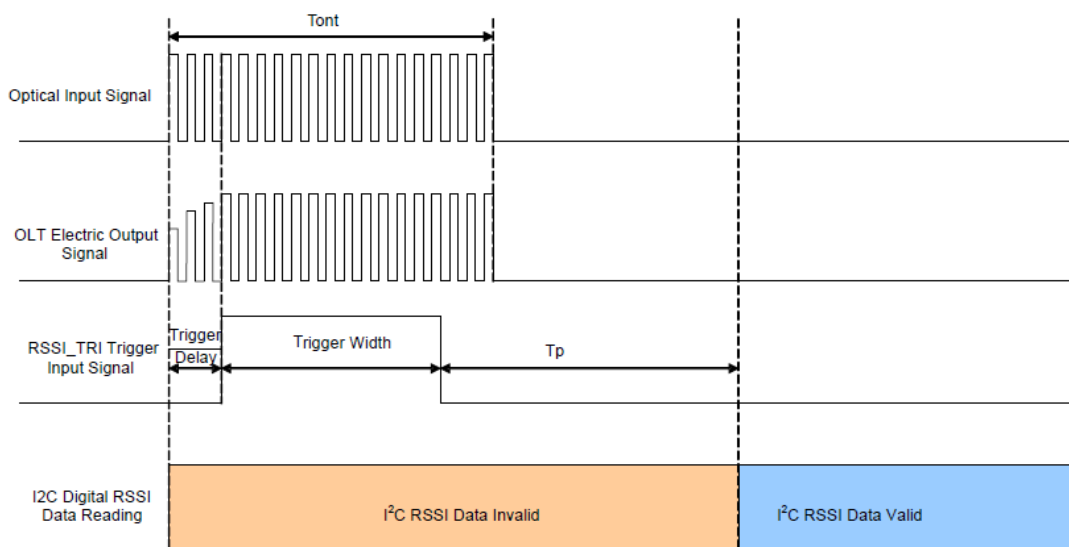 Tont
Optical Input Signal
OLT Electric Output
Signal
RSSI_TRI Trigger
Input Signal
Trigger
Delay
Trigger Width
Tp
I2C Digital RSSI
Data Reading
I²C RSSI Data Invalid
I²C RSSI Data Valid